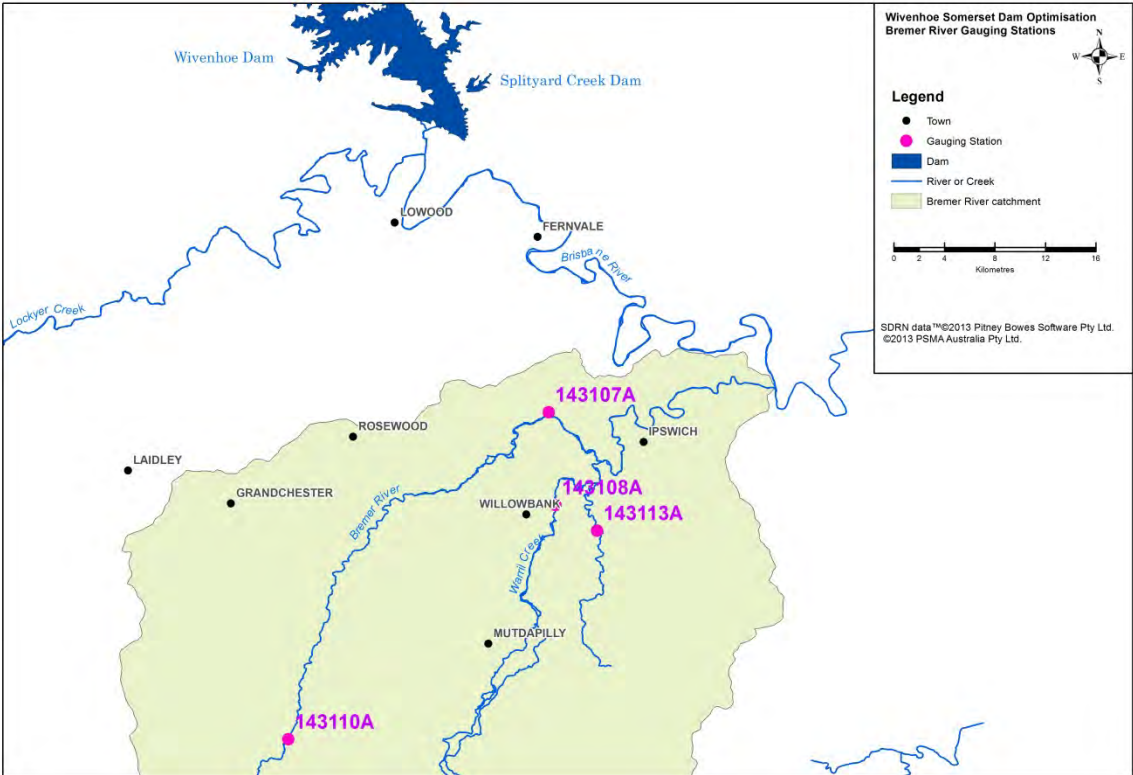 Wivenhoe Somerset Dam Optimisation
Bremer River Gauging Stations
N
W E
S
Legend
Town
Gauging Station
Dam
River or Creek
Bremer River catchment
0 2 4 8 12 16
Kilometres
SDRN data™©2013 Pitney Bowes Software Pty Ltd.
©2013 PSMA Australia Pty Ltd.
Wivenhoe Dam
Splityard Creek Dam
LOWOOD
FERNVALE
Brisbane River
Lockyer Creek
143107A
ROSEWOOD
IPSWICH
LAIDLEY
GRANDCHESTER
Bremer River
143108A
WILLOWBANK
143113A
Warril Creek
MUTDAPILLY
143110A